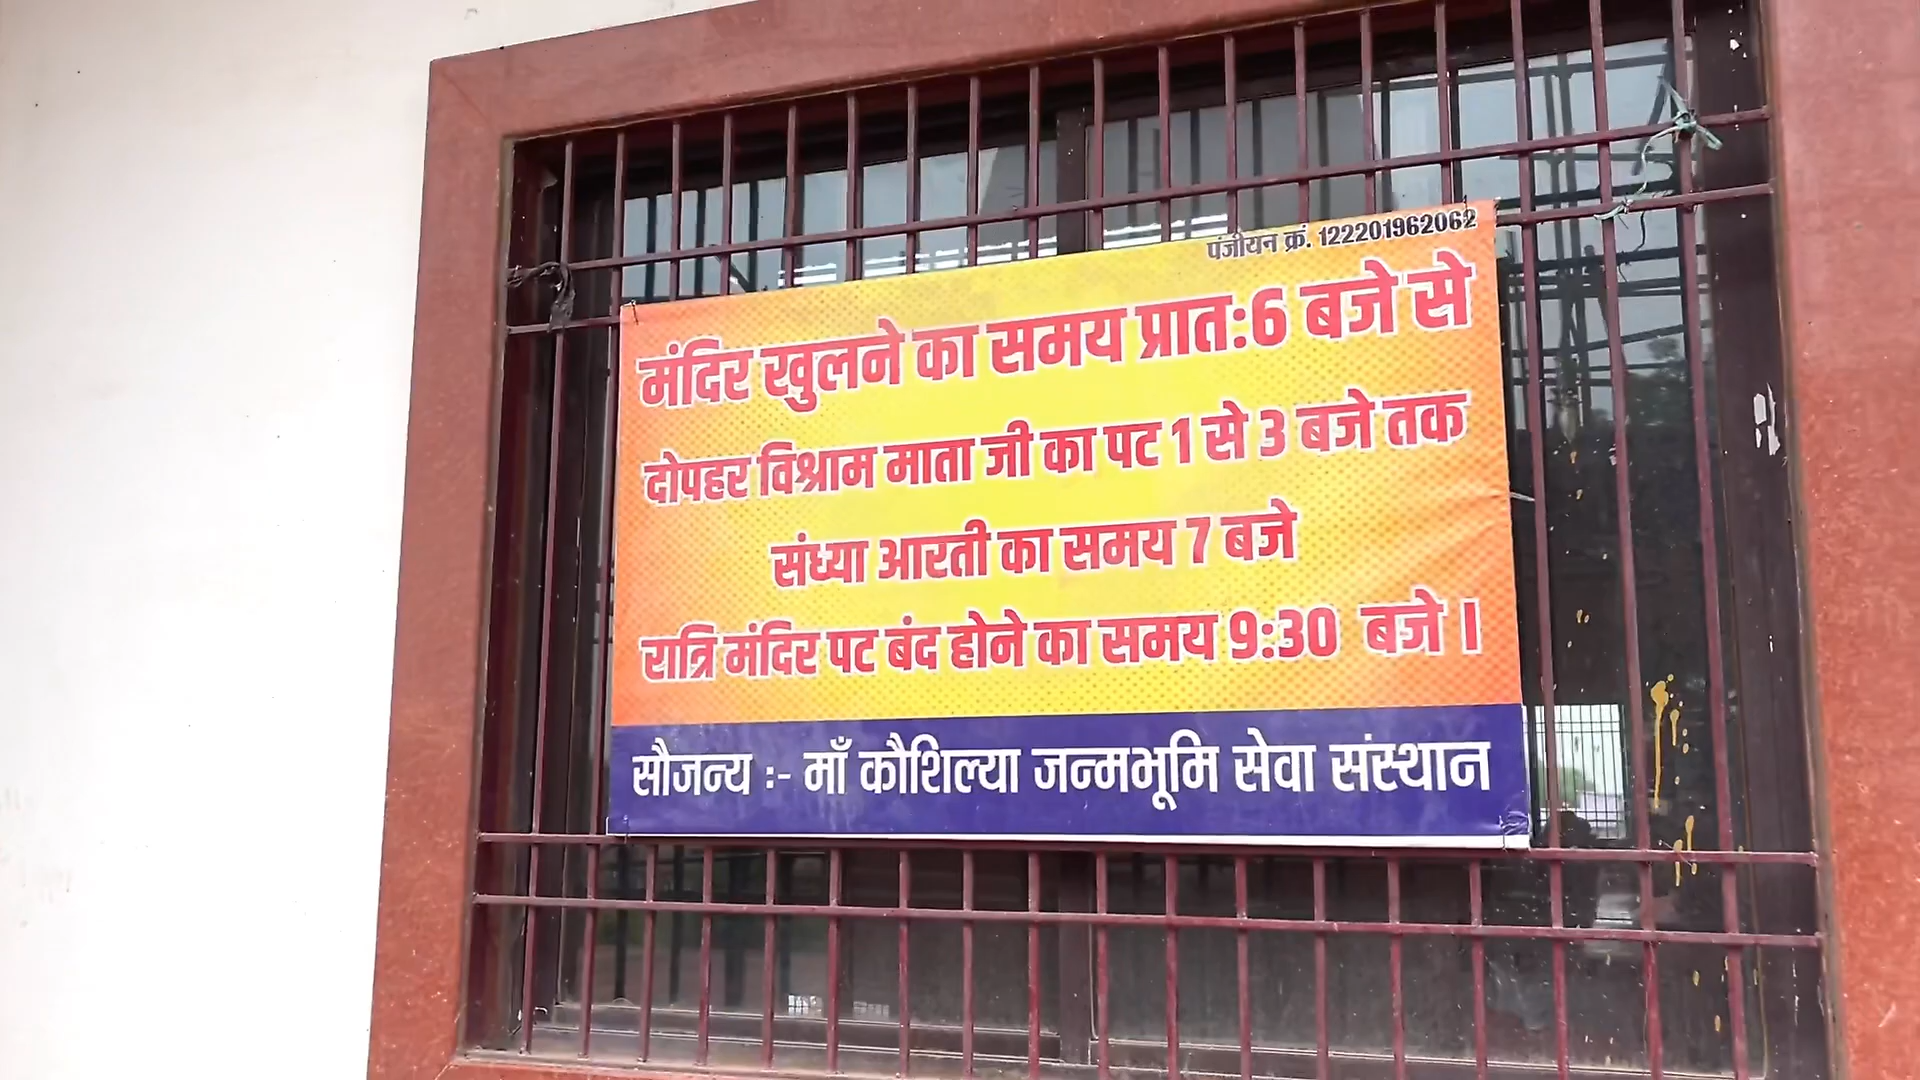 पंजीयन क्रं. 122201962062
मंदिर खुलने का समय प्रात:6 बजे से
दोपहर विश्राम माता जी का पट 1 से 3 बजे तक
संध्या आरती का समय 7 बजे
रात्रि मंदिर पट बंद होने का समय 9:30 बजे ।
सौजन्य :- माँ कौशिल्या जन्मभूमि सेवा संस्थान